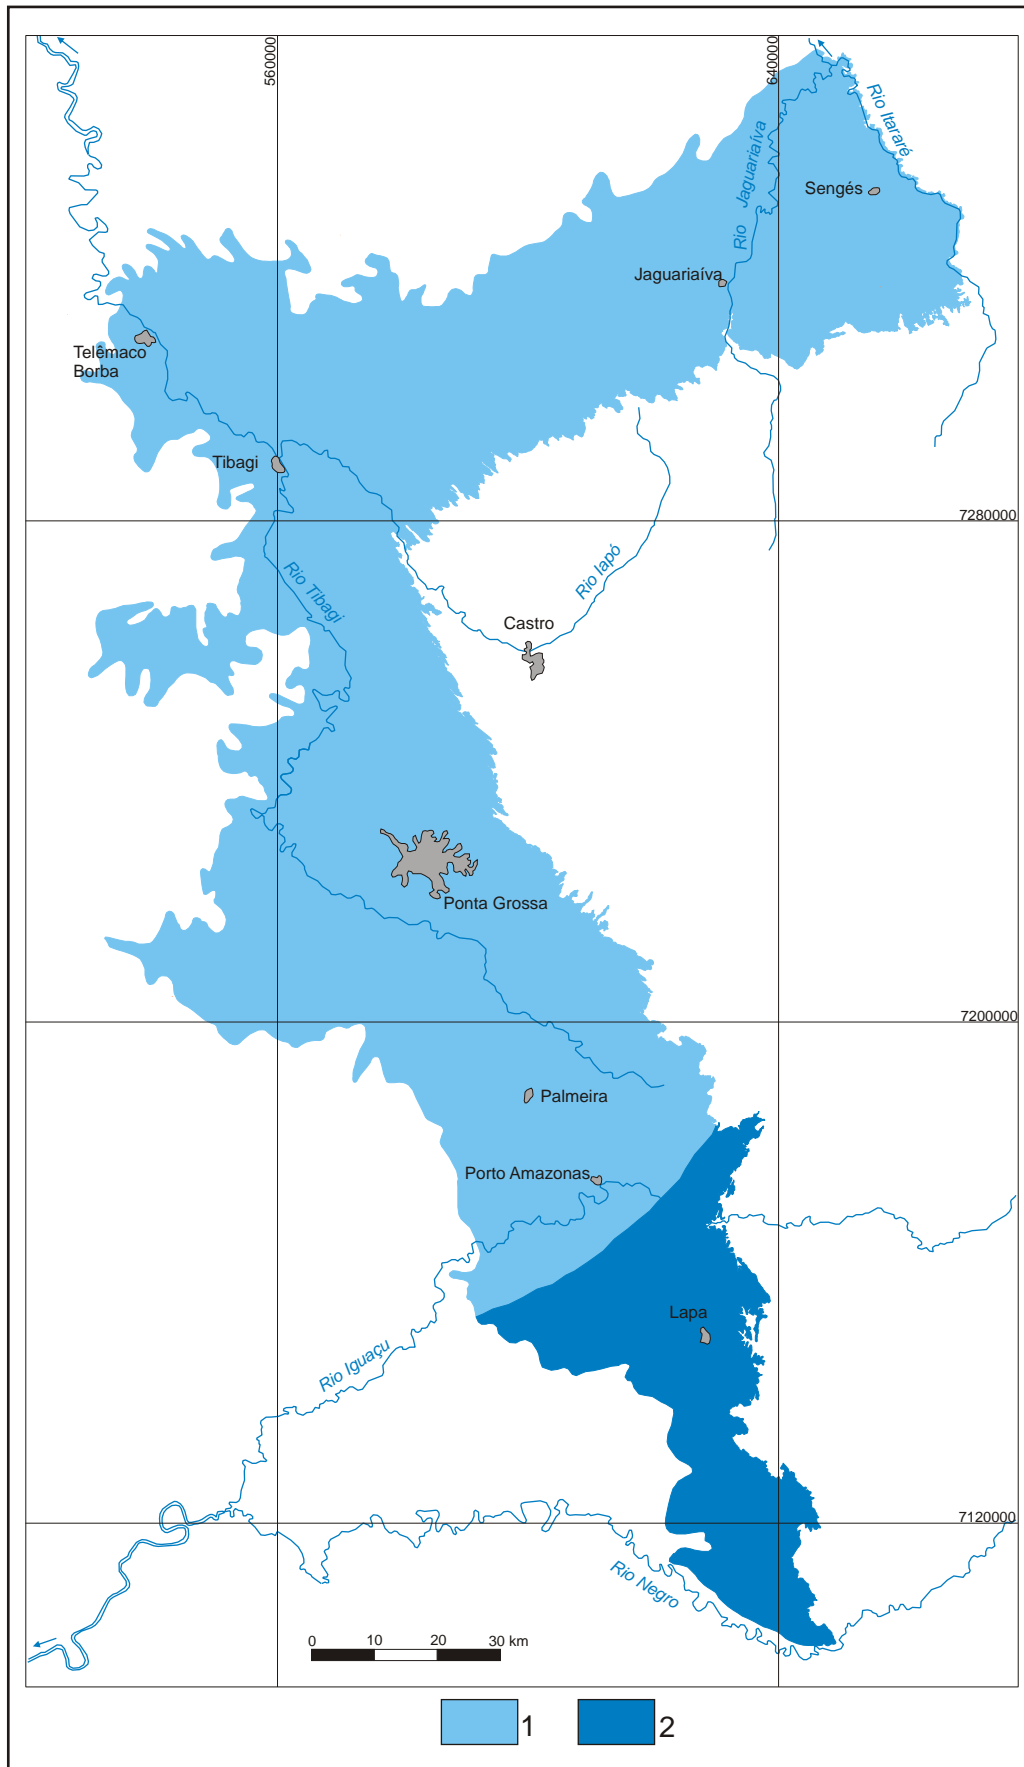 560000
640000
Rio Itararé
Rio Jaguariaíva
Sengés
Jaguariaíva
Telêmaco
Borba
Tibagi
7280000
Rio Tibagi
Rio Iapó
Castro
Ponta Grossa
7200000
Palmeira
Porto Amazonas
Lapa
Rio Iguaçu
7120000
Rio Negro
0 10 20 30 km
1 2